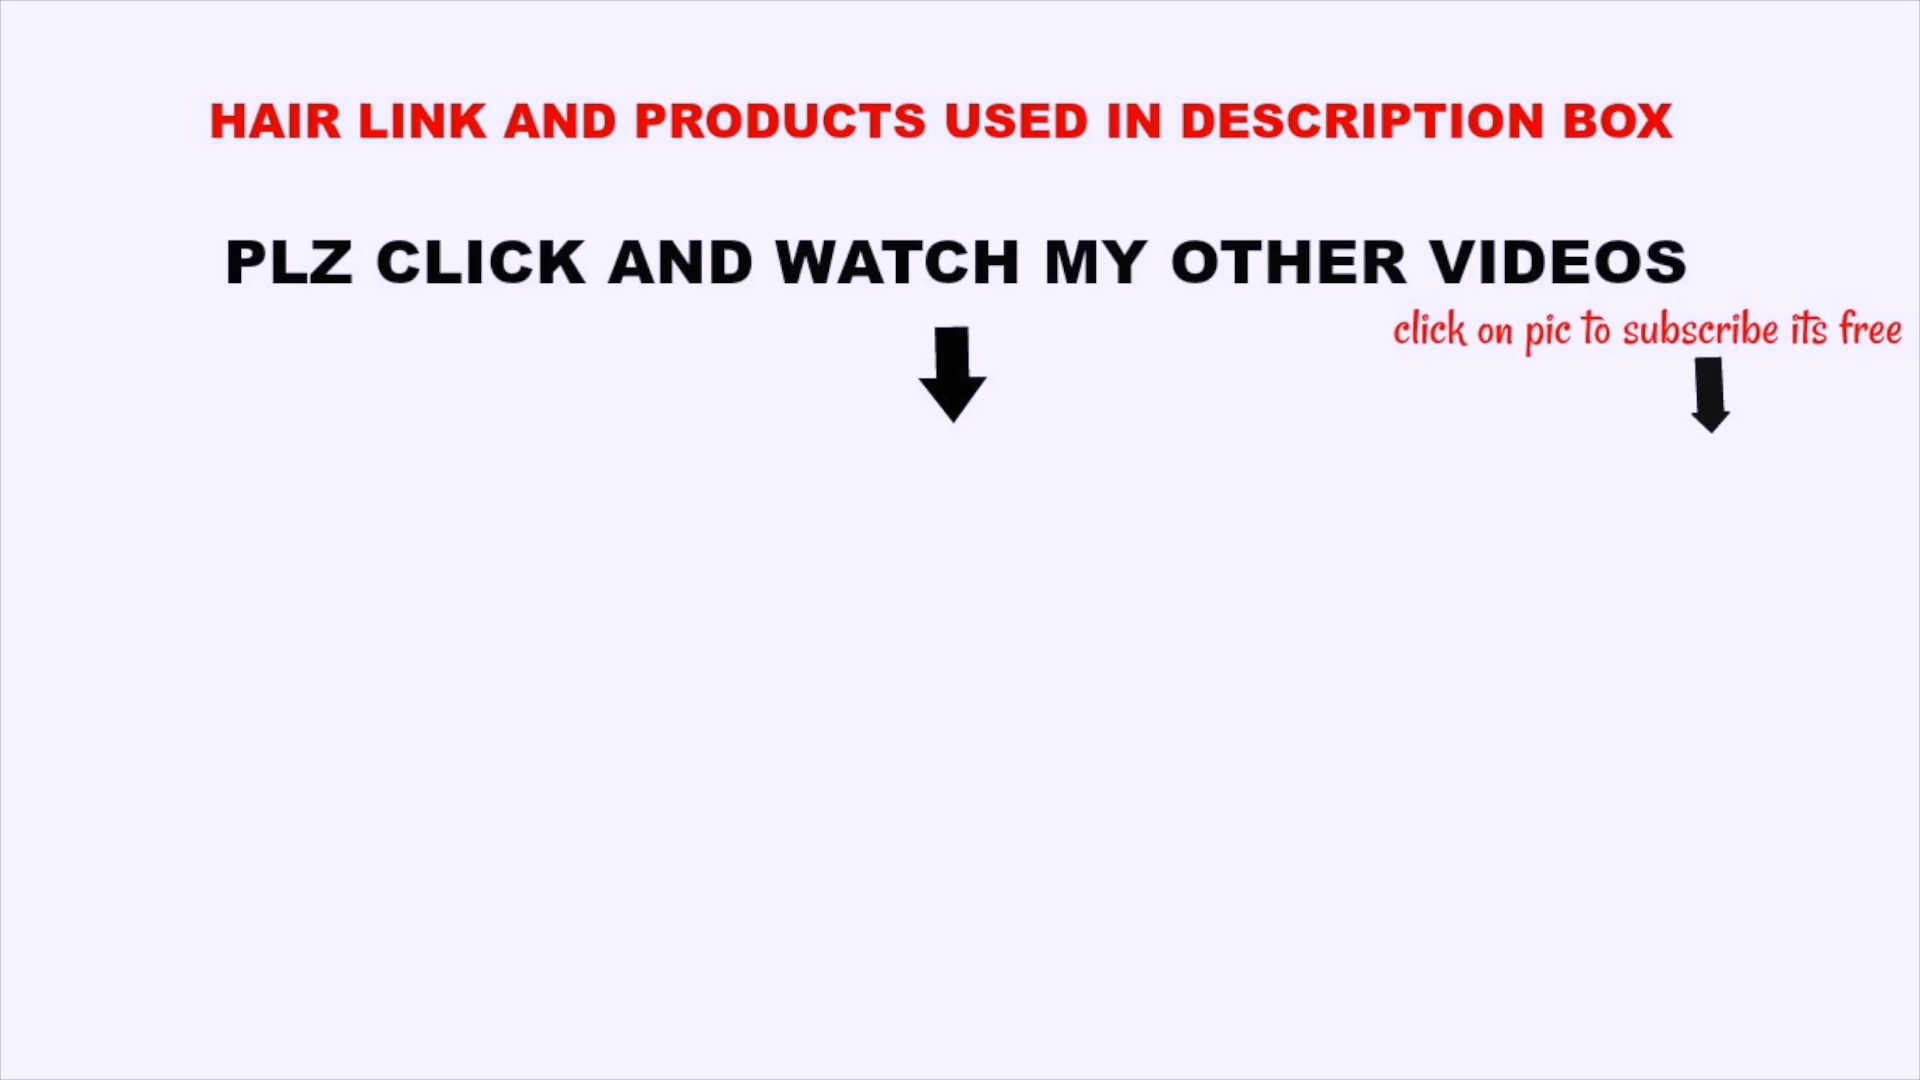 HAIR LINK AND PRODUCTS USED IN DESCRIPTION BOX
PLZ CLICK AND WATCH MY OTHER VIDEOS
click on pic to subscribe its free